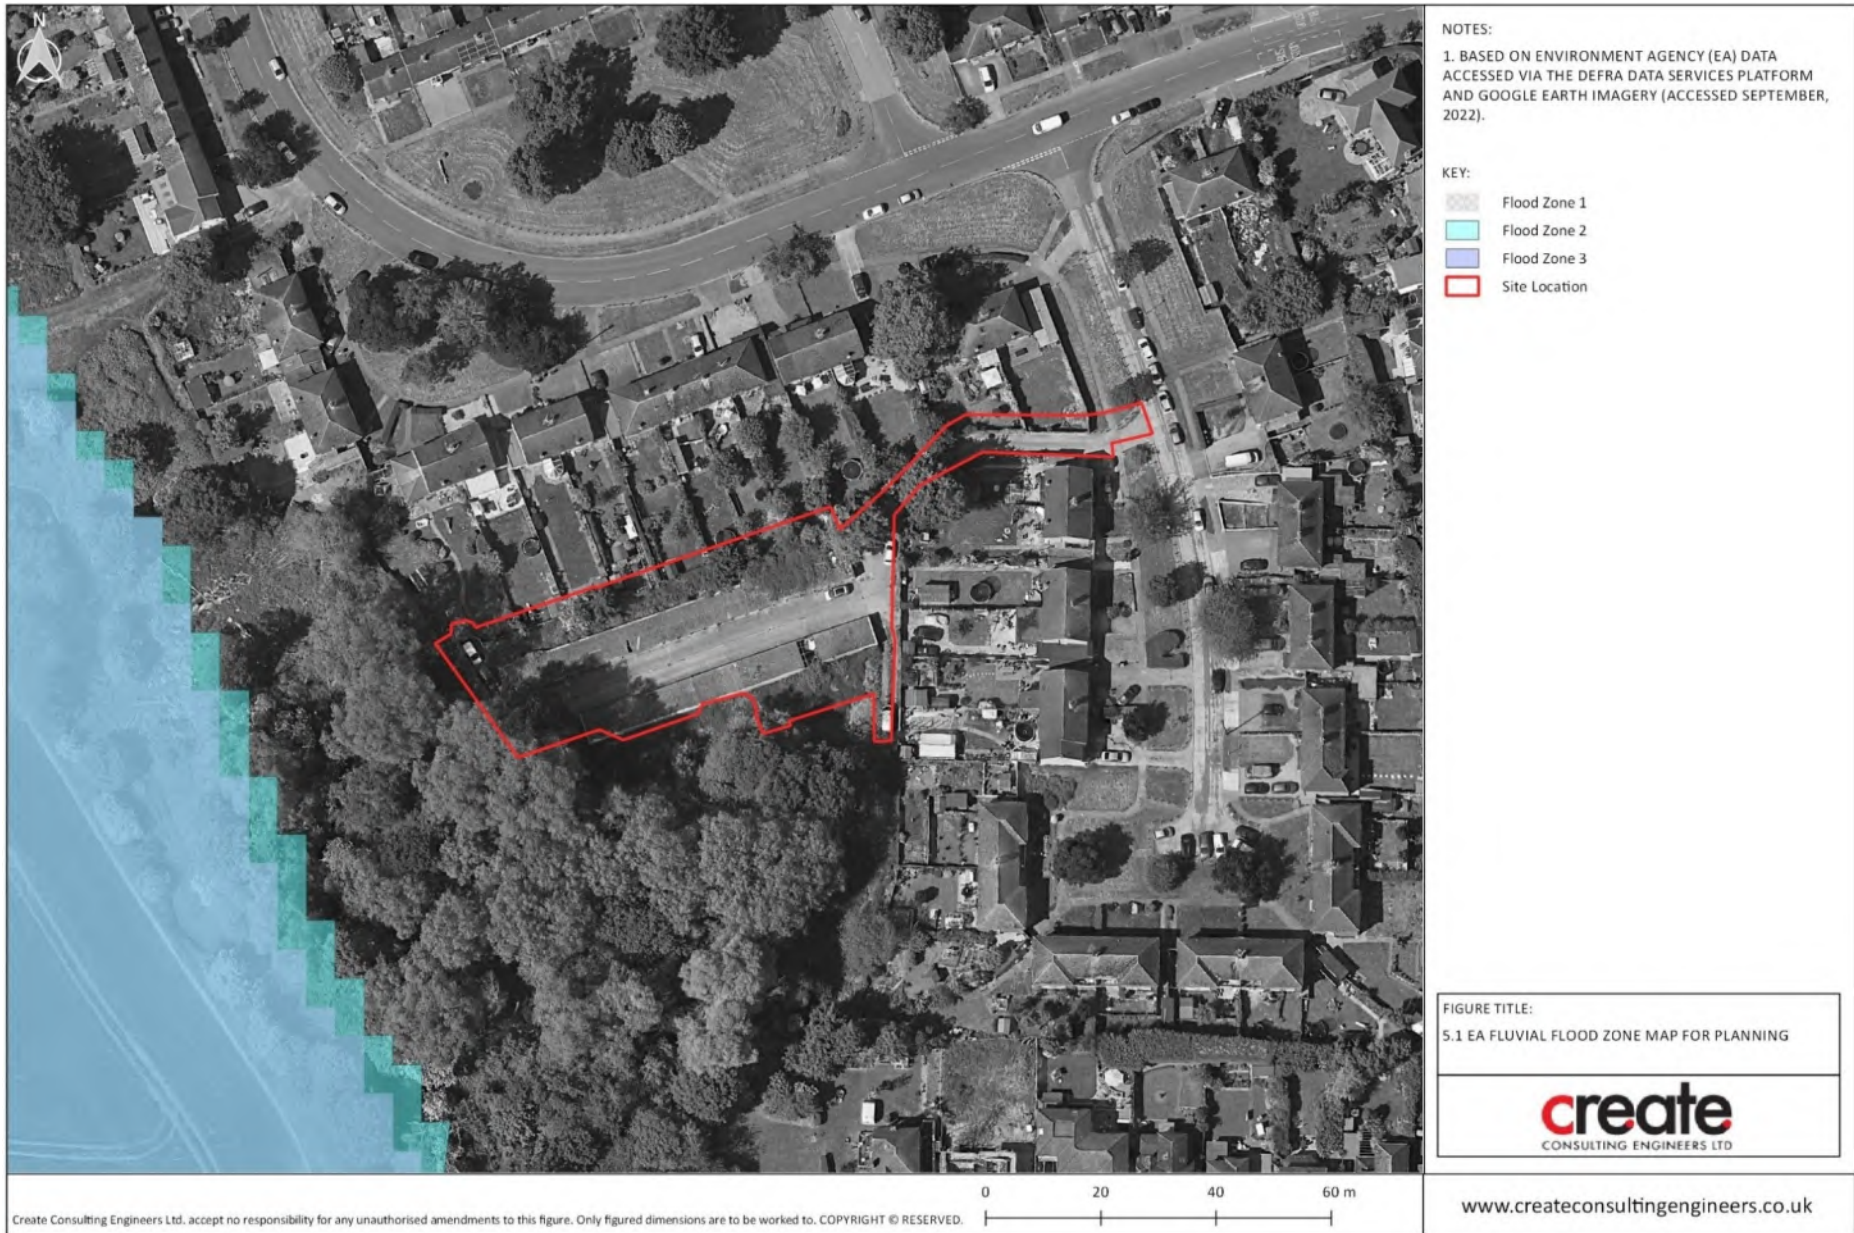 N
NOTES:
1. BASED ON ENVIRONMENT AGENCY (EA) DATA
ACCESSED VIA THE DEFRA DATA SERVICES PLATFORM
AND GOOGLE EARTH IMAGERY (ACCESSED SEPTEMBER,
2022).
KEY:
Flood Zone 1
Flood Zone 2
Flood Zone 3
Site Location
FIGURE TITLE:
5.1 EA FLUVIAL FLOOD ZONE MAP FOR PLANNING
create
CONSULTING ENGINEERS LTD
0 20 40 60 m
Create Consulting Engineers Ltd. accept no responsibility for any unauthorised amendments to this figure. Only figured dimensions are to be worked to. COPYRIGHT © RESERVED.
www.createconsultingengineers.co.uk